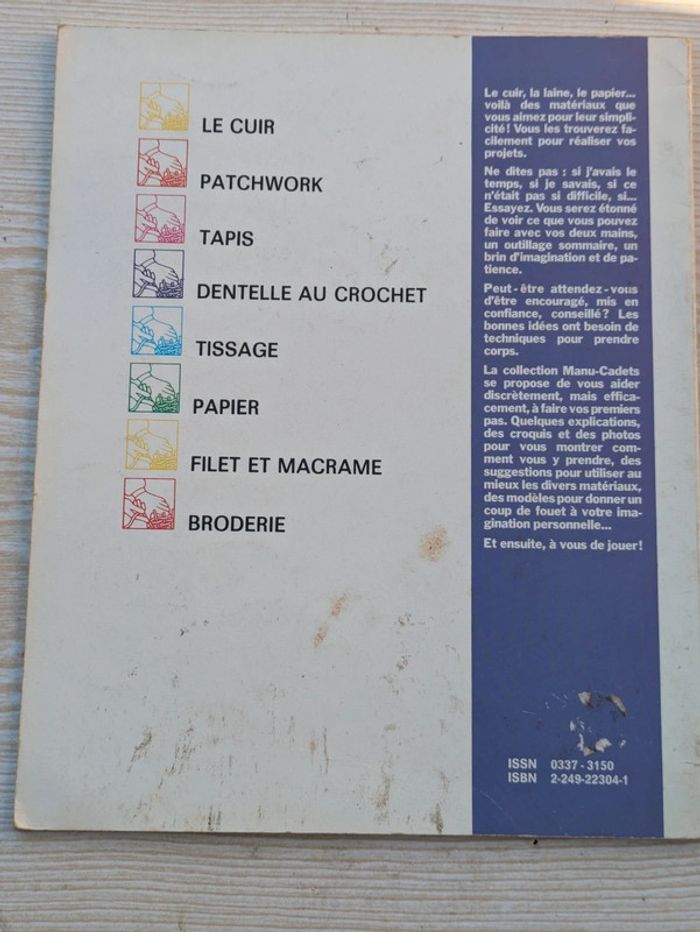 LE CUIR
PATCHWORK
TAPIS
DENTELLE AU CROCHET
TISSAGE
PAPIER
FILET ET MACRAME
BRODERIE
Le cuir, la laine, le papier...
voilà des matériaux que
vous aimez pour leur simpli-
cité! Vous les trouverez fa-
cilement pour réaliser vos
projets.
Ne dites pas : si j'avais le
temps, si je savais, si ce
n'était pas si difficile, si...
Essayez. Vous serez étonné
de voir ce que vous pouvez
faire avec vos deux mains,
un outillage sommaire, un
brin d'imagination et de pa-
tience.
Peut-être attendez-vous
d'être encouragé, mis en
confiance, conseillé? Les
bonnes idées ont besoin de
techniques pour prendre
corps.
La collection Manu-Cadets
se propose de vous aider
discrètement, mais effica-
cement, à faire vos premiers
pas. Quelques explications,
des croquis et des photos
pour vous montrer com-
ment vous y prendre, des
suggestions pour utiliser au
mieux les divers matériaux,
des modèles pour donner un
coup de fouet à votre ima-
gination personnelle...
Et ensuite, à vous de jouer!
ISSN 0337-3150
ISBN 2-249-22304-1